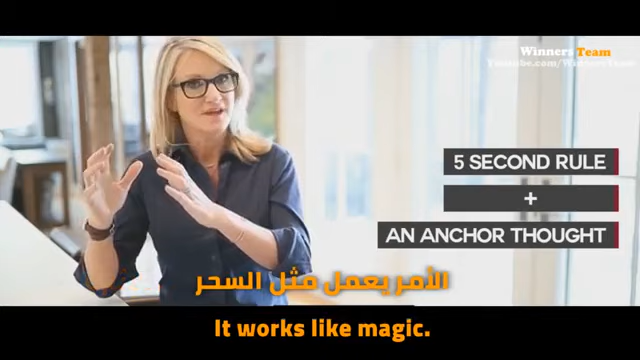 Winners Team
Youtube.com/WinnersTeam
5 SECOND RULE
+
AN ANCHOR THOUGHT
الأمر يعمل مثل السحر
It works like magic.